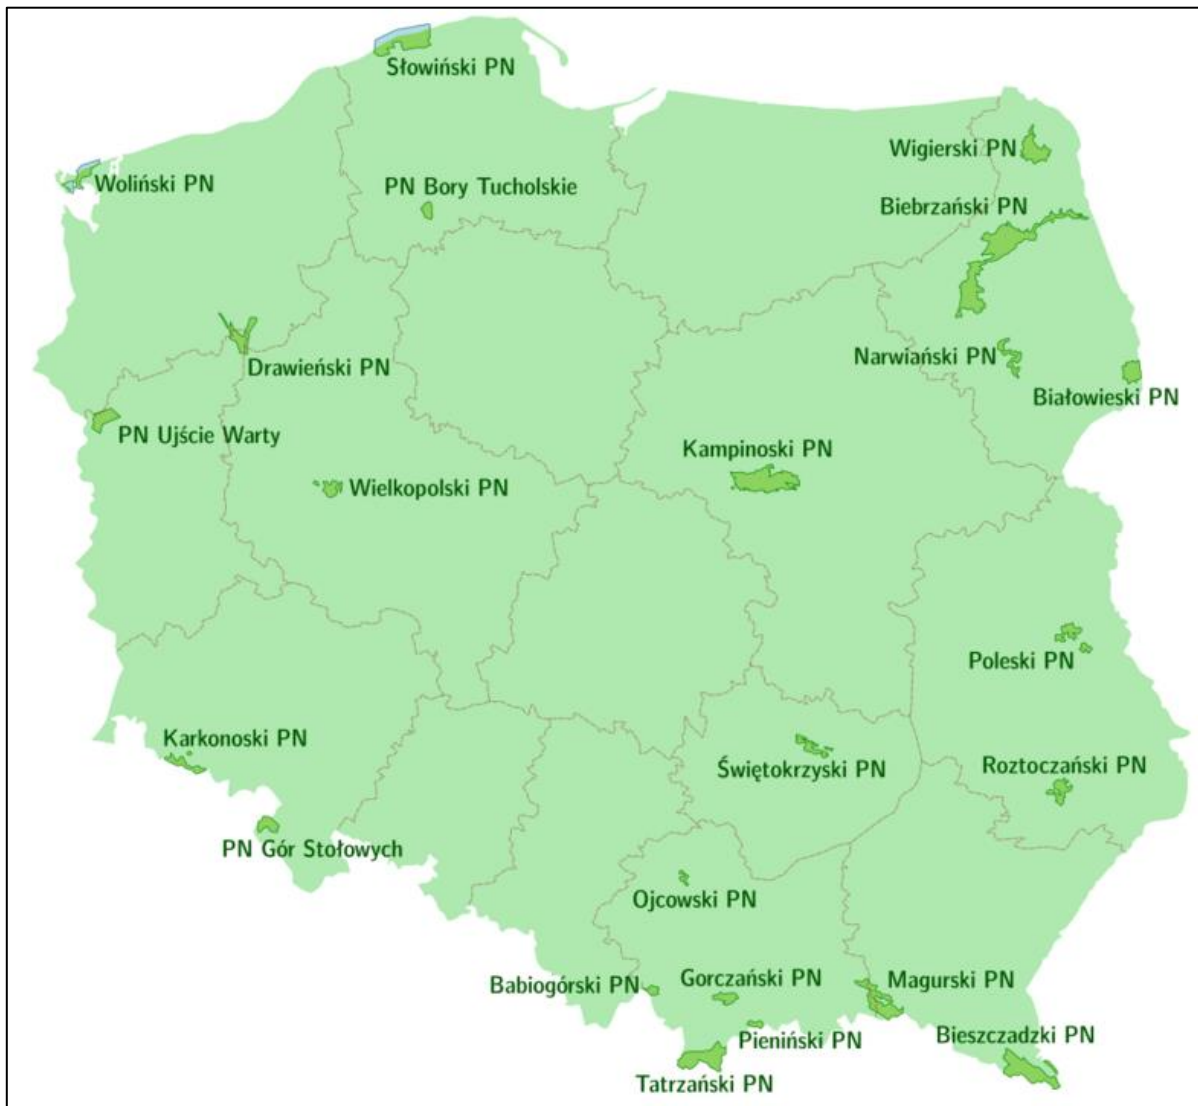 Słowiński PN
Wigierski PN
Woliński PN
PN Bory Tucholskie
Biebrzański PN
Narwiański PN
Drawieński PN
Białowieski PN
PN Ujście Warty
Kampinoski PN
Wielkopolski PN
Poleski PN
Karkonoski PN
Świętokrzyski PN
Roztoczański PN
PN Gór Stołowych
Ojcowski PN
Babiogórski PN
Gorczański PN
Magurski PN
Pieniński PN
Bieszczadzki PN
Tatrzański PN